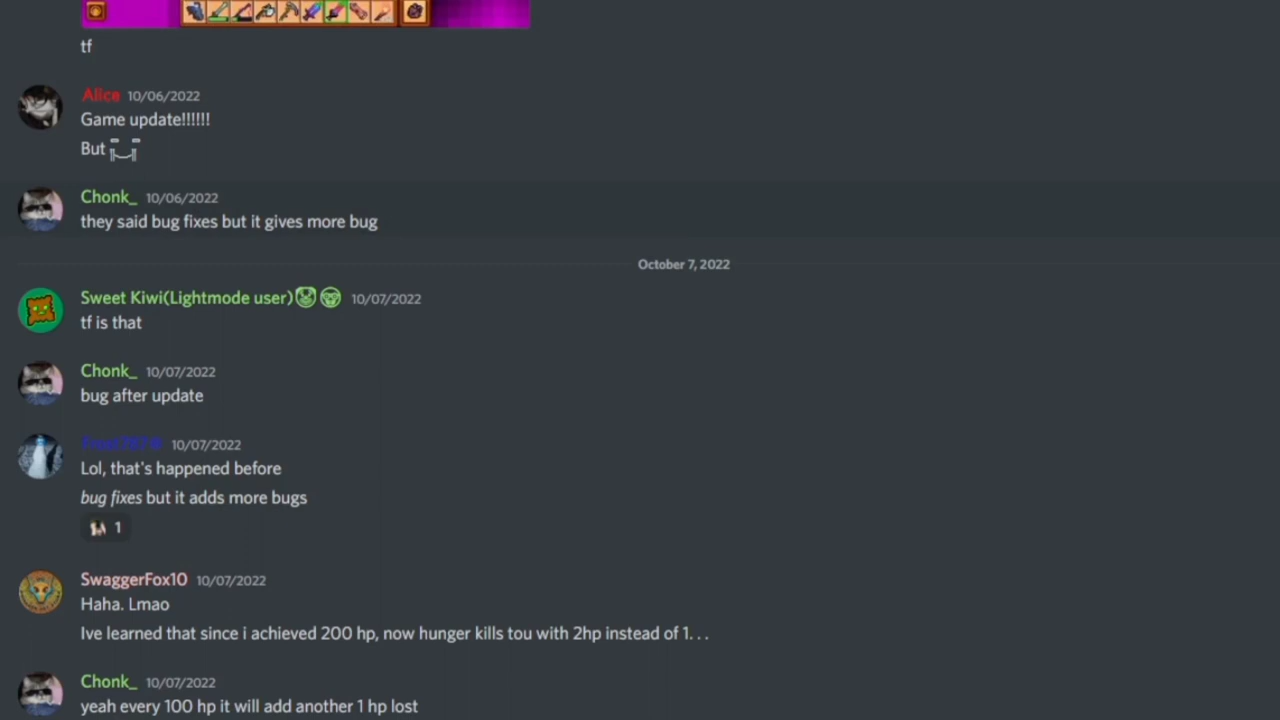 tf
Alice 10/06/2022
Game update!!!!!!
But
Chonk_ 10/06/2022
they said bug fixes but it gives more bug
October 7, 2022
Sweet Kiwi(Lightmode user) 10/07/2022
tf is that
Chonk_ 10/07/2022
bug after update
10/07/2022
Lol, that's happened before
bug fixes but it adds more bugs
1
SwaggerFox10 10/07/2022
Haha. Lmao
Ive learned that since i achieved 200 hp, now hunger kills tou with 2hp instead of 1. . .
Chonk_ 10/07/2022
yeah every 100 hp it will add another 1 hp lost